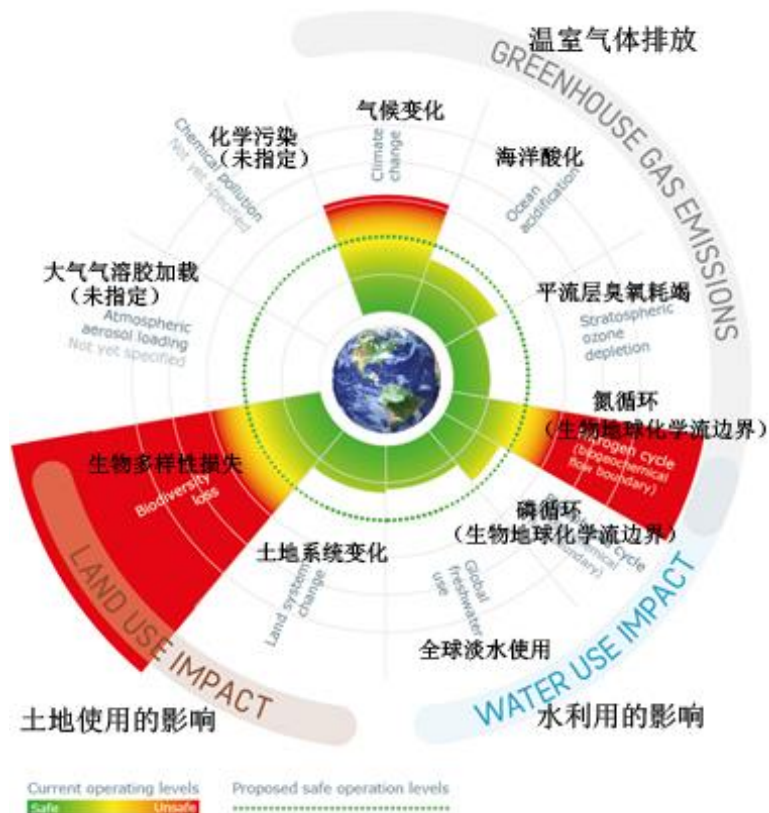 温室气体排放
GREENHOUSE GAS EMISSIONS
气候变化
Climate
change
化学污染
（未指定）
Chemical pollution
Not yet specified
海洋酸化
Ocean
acidification
大气气溶胶加载
（未指定）
Atmospheric
aerosol loading
Not yet specified
平流层臭氧耗竭
Stratospheric
ozone
depletion
氮循环
（生物地球化学流边界）
cycle
(biogeochemical
flow boundary)
生物多样性损失
Biodiversity
loss
磷循环
（生物地球化学流边界）
cycle
土地系统变化
Land system
change
Global
freshwater
use
全球淡水使用
LAND USE IMPACT
WATER USE IMPACT
土地使用的影响
水利用的影响
Current operating levels
Safe
Unsafe
Proposed safe operation levels